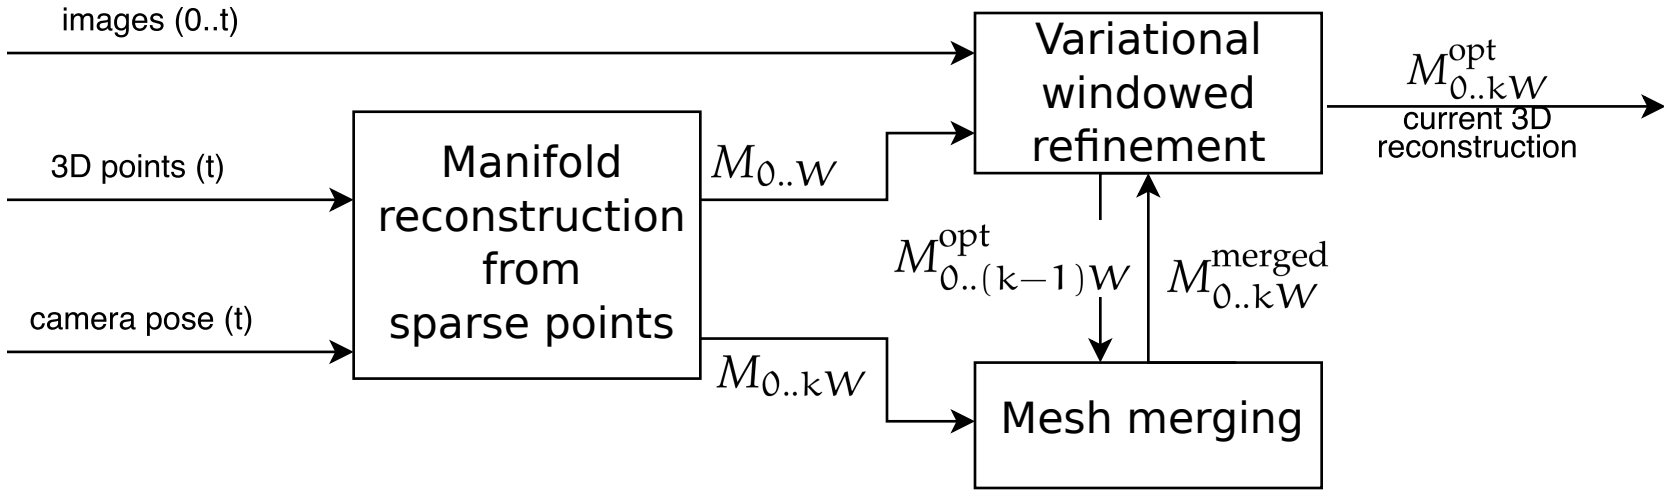 images (0..t)
3D points (t)
camera pose (t)
Manifold
reconstruction
from
sparse points
M_{0..W}
M_{0..kW}
Variational
windowed
refinement
M^{opt}_{0..kW}
current 3D
reconstruction
M^{opt}_{0..(k−1)W}
M^{merged}_{0..kW}
Mesh merging